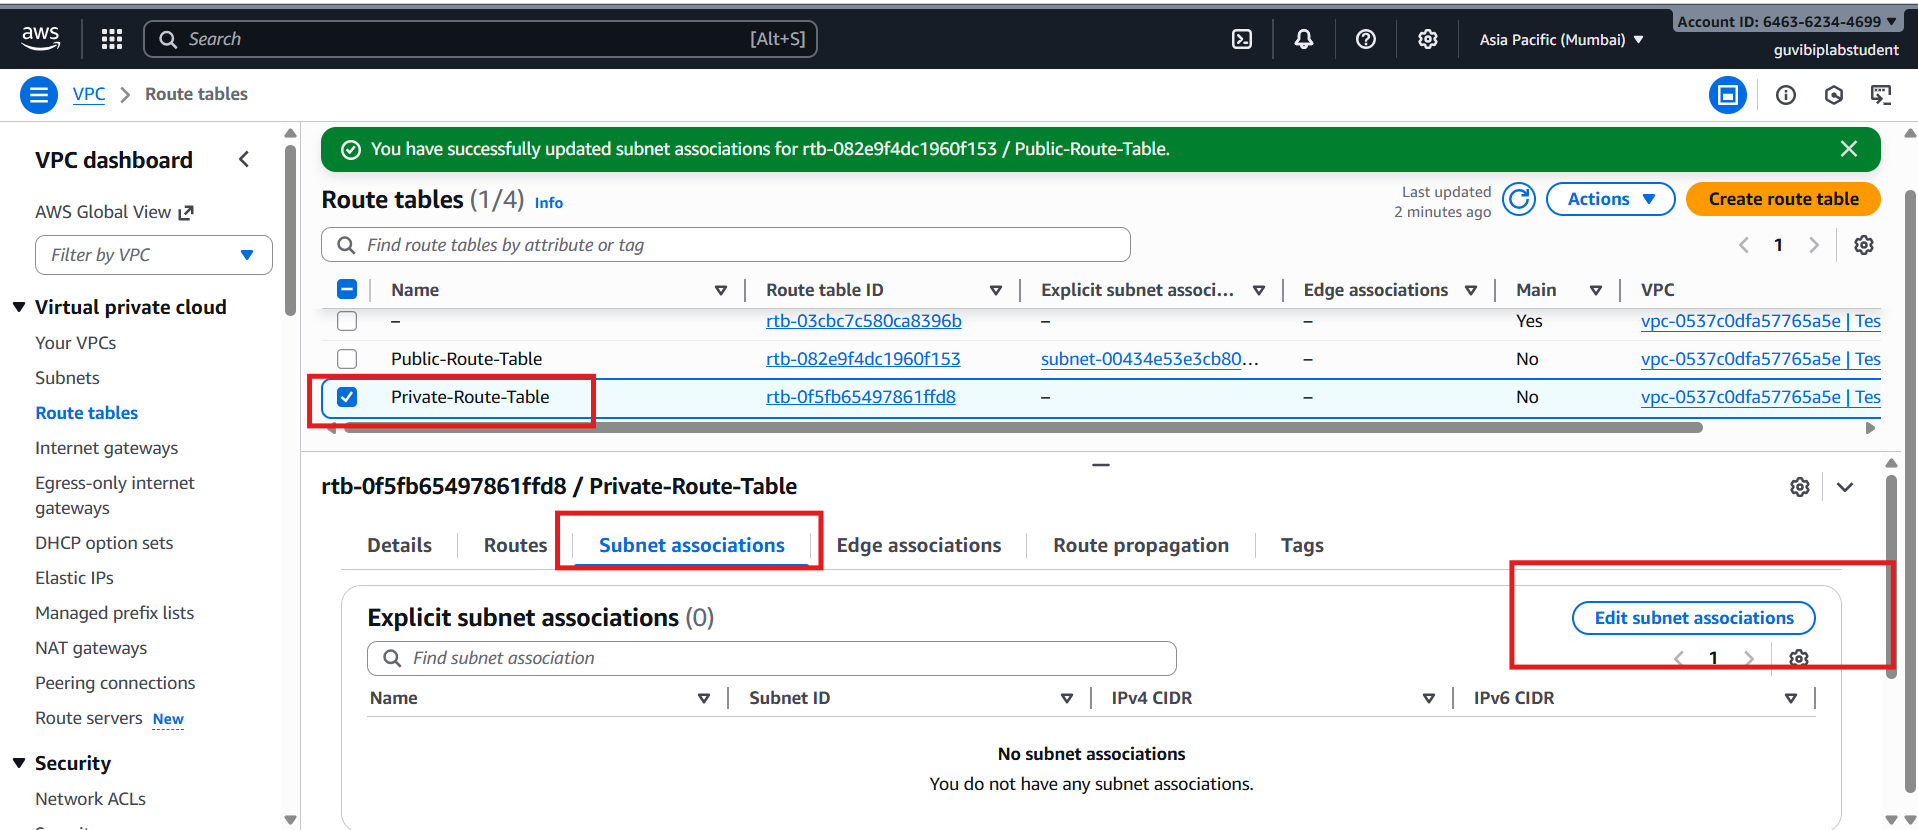 aws
Search [Alt+S]
Asia Pacific (Mumbai)
Account ID: 6463-6234-4699
guvibiplabstudent
VPC
Route tables
VPC dashboard
AWS Global View
Filter by VPC
Virtual private cloud
Your VPCs
Subnets
Route tables
Internet gateways
Egress-only internet
gateways
DHCP option sets
Elastic IPs
Managed prefix lists
NAT gateways
Peering connections
Route servers New
Security
Network ACLs
You have successfully updated subnet associations for rtb-082e9f4dc1960f153 / Public-Route-Table.
Route tables (1/4) Info
Last updated
2 minutes ago
Actions
Create route table
Find route tables by attribute or tag
1
Name Route table ID Explicit subnet associ... Edge associations Main VPC
– rtb-03cbc7c580ca8396b – – Yes vpc-0537c0dfa57765a5e | Tes
Public-Route-Table rtb-082e9f4dc1960f153 subnet-00434e53e3cb80... – No vpc-0537c0dfa57765a5e | Tes
Private-Route-Table rtb-0f5fb65497861ffd8 – – No vpc-0537c0dfa57765a5e | Tes
rtb-0f5fb65497861ffd8 / Private-Route-Table
Details Routes Subnet associations Edge associations Route propagation Tags
Explicit subnet associations (0)
Edit subnet associations
Find subnet association
1
Name Subnet ID IPv4 CIDR IPv6 CIDR
No subnet associations
You do not have any subnet associations.